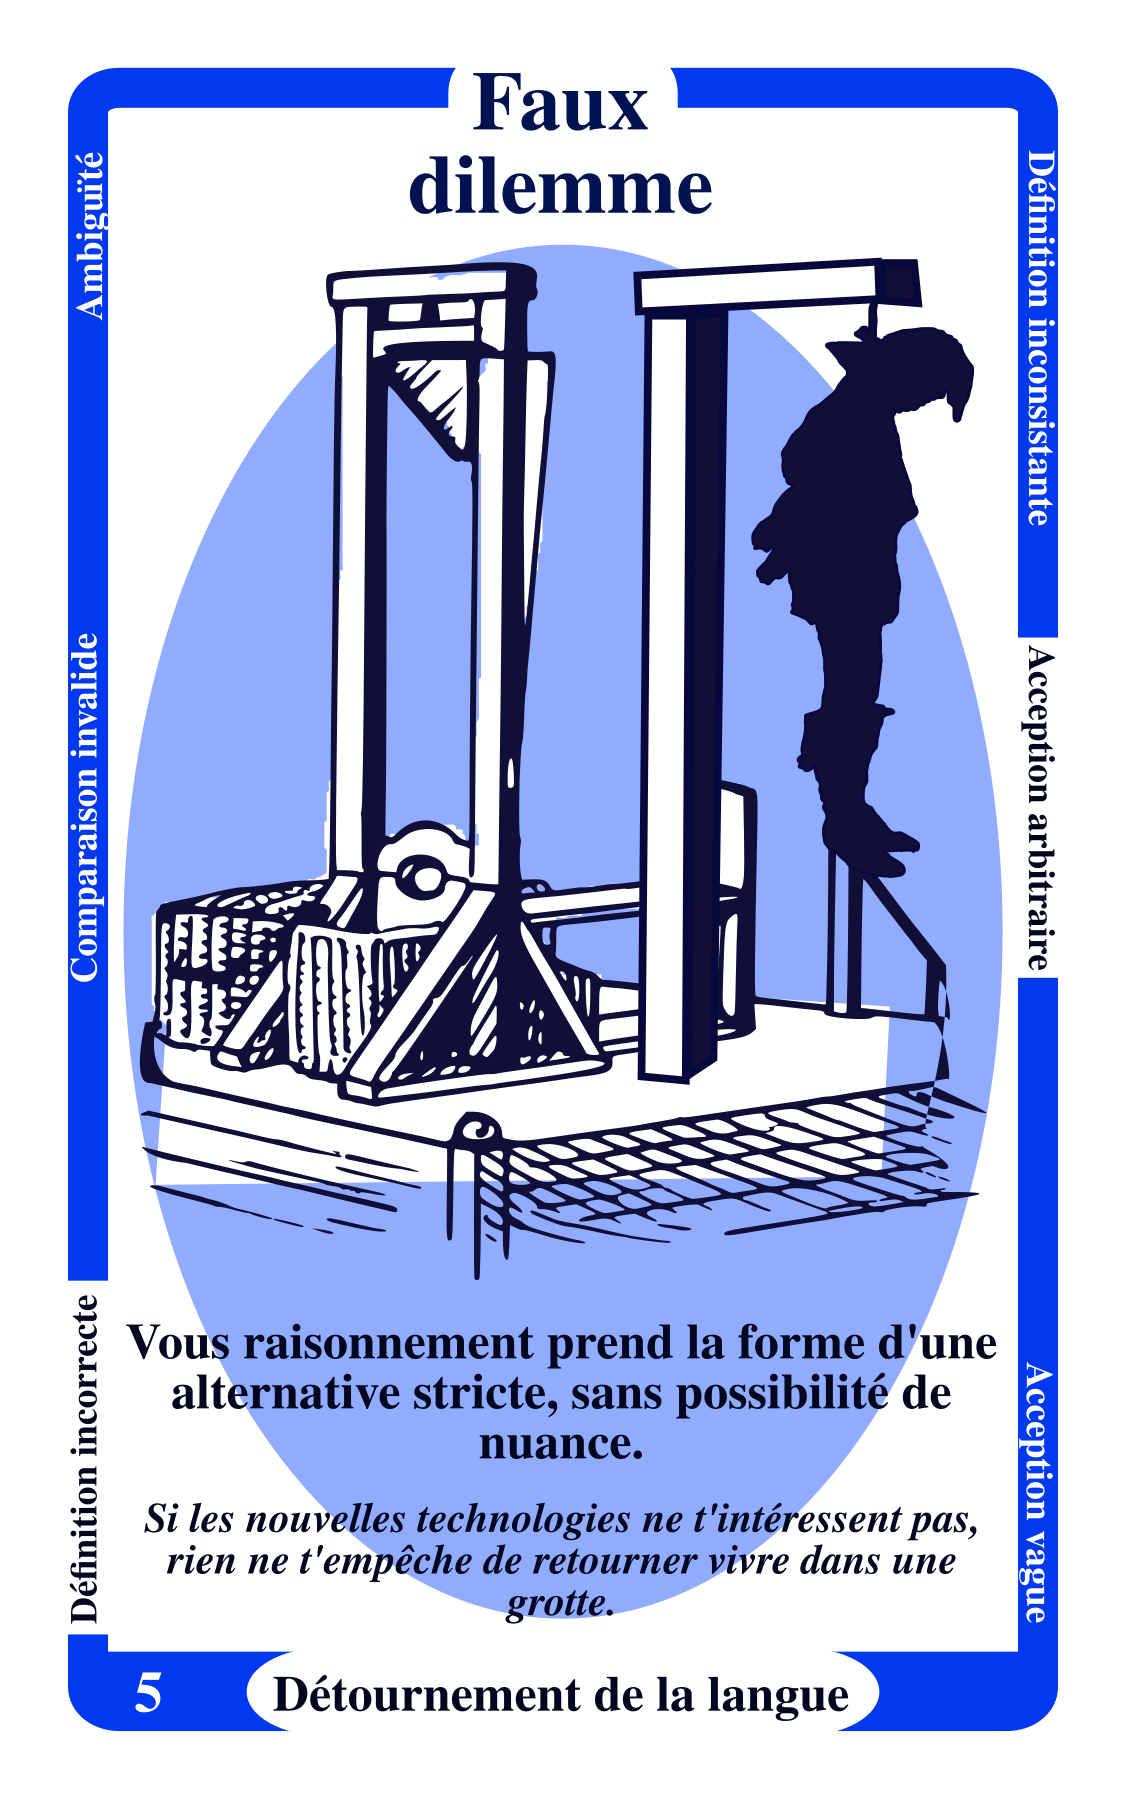 Faux
dilemme
Ambiguïté
Comparaison invalide
Définition incorrecte
Définition inconsistante
Acception arbitraire
Acception vague
Vous raisonnement prend la forme d'une
alternative stricte, sans possibilité de
nuance.
Si les nouvelles technologies ne t'intéressent pas,
rien ne t'empêche de retourner vivre dans une
grotte.
5
Détournement de la langue